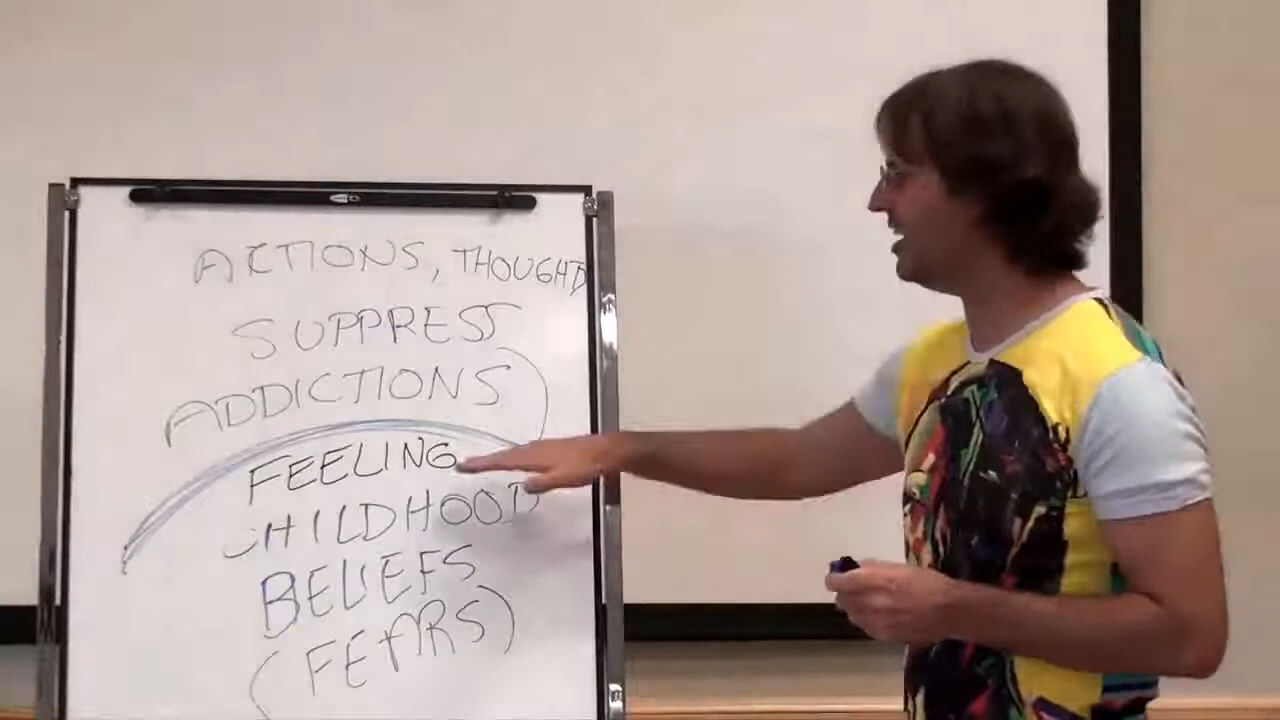 ACTIONS, THOUGHTS
SUPPRESS
ADDICTIONS)
FEELING
CHILDHOOD
BELIEFS
(FEARS)